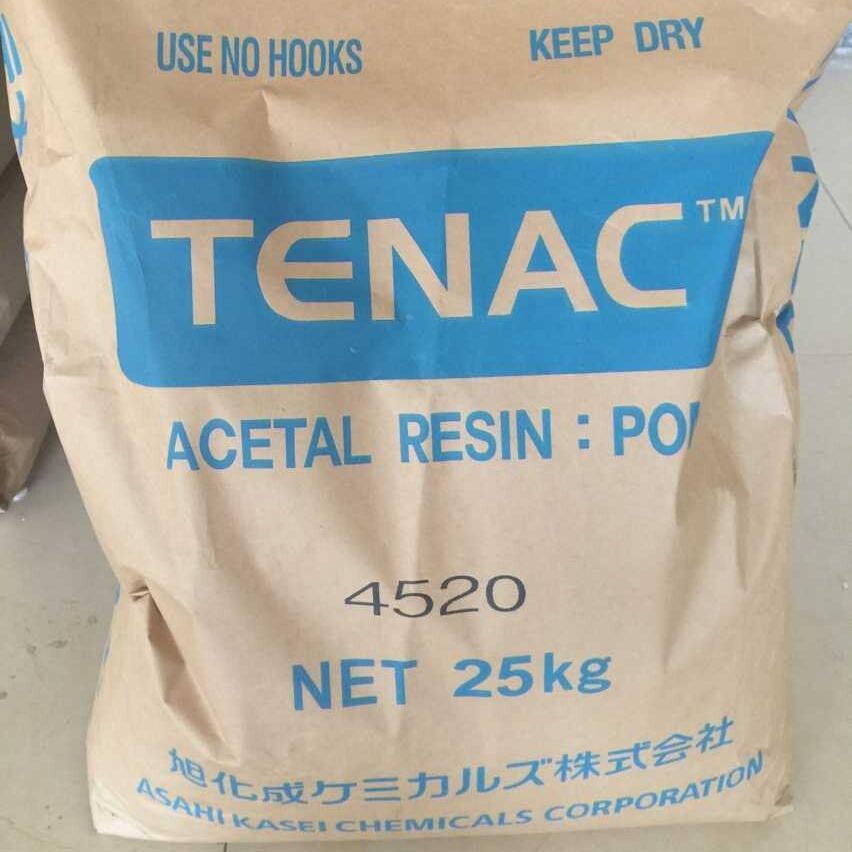 USE NO HOOKS
KEEP DRY
TENAC™
ACETAL RESIN : PO
4520
NET 25kg
旭化成ケミカルズ株式会社
ASAHI KASEI CHEMICALS CORPORATION